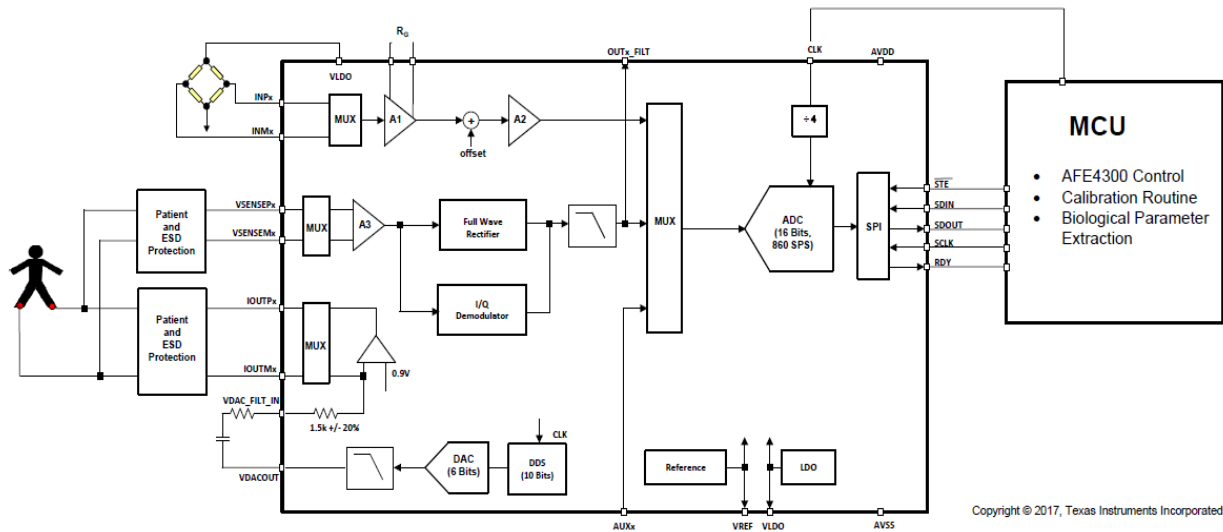 R_G
OUTx_FILT
CLK
AVDD
VLDO
INPx
INMx
MUX
A1
+
offset
A2
÷4
MCU
• AFE4300 Control
• Calibration Routine
• Biological Parameter
Extraction
Patient
and
ESD
Protection
VSENSEPx
VSENSEMx
MUX
A3
Full Wave
Rectifier
I/Q
Demodulator
MUX
ADC
(16 Bits,
860 SPS)
SPI
STE
SDIN
SDOUT
SCLK
RDY
Patient
and
ESD
Protection
IOUTPx
IOUTMx
MUX
0.9V
VDAC_FILT_IN
1.5k +/- 20%
VDACOUT
DAC
(6 Bits)
CLK
DDS
(10 Bits)
Reference
LDO
AUXx
VREF
VLDO
AVSS
Copyright © 2017, Texas Instruments Incorporated